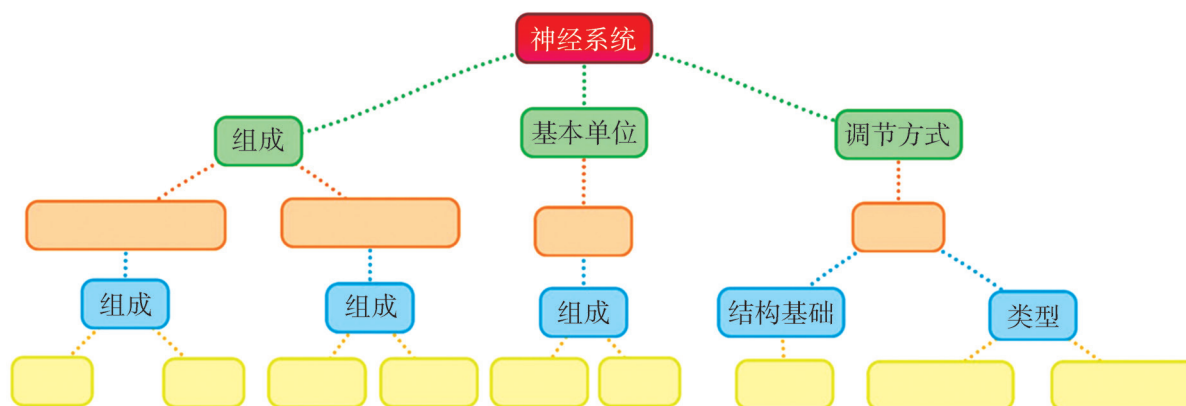 神经系统
组成
基本单位
调节方式
组成
组成
组成
结构基础
类型